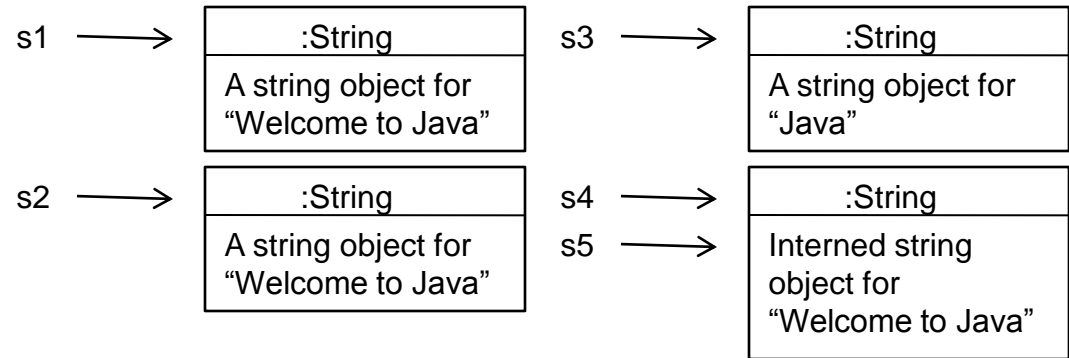 s1
:String
A string object for
“Welcome to Java”
s3
:String
A string object for
“Java”
s2
:String
A string object for
“Welcome to Java”
s4
s5
:String
Interned string
object for
“Welcome to Java”